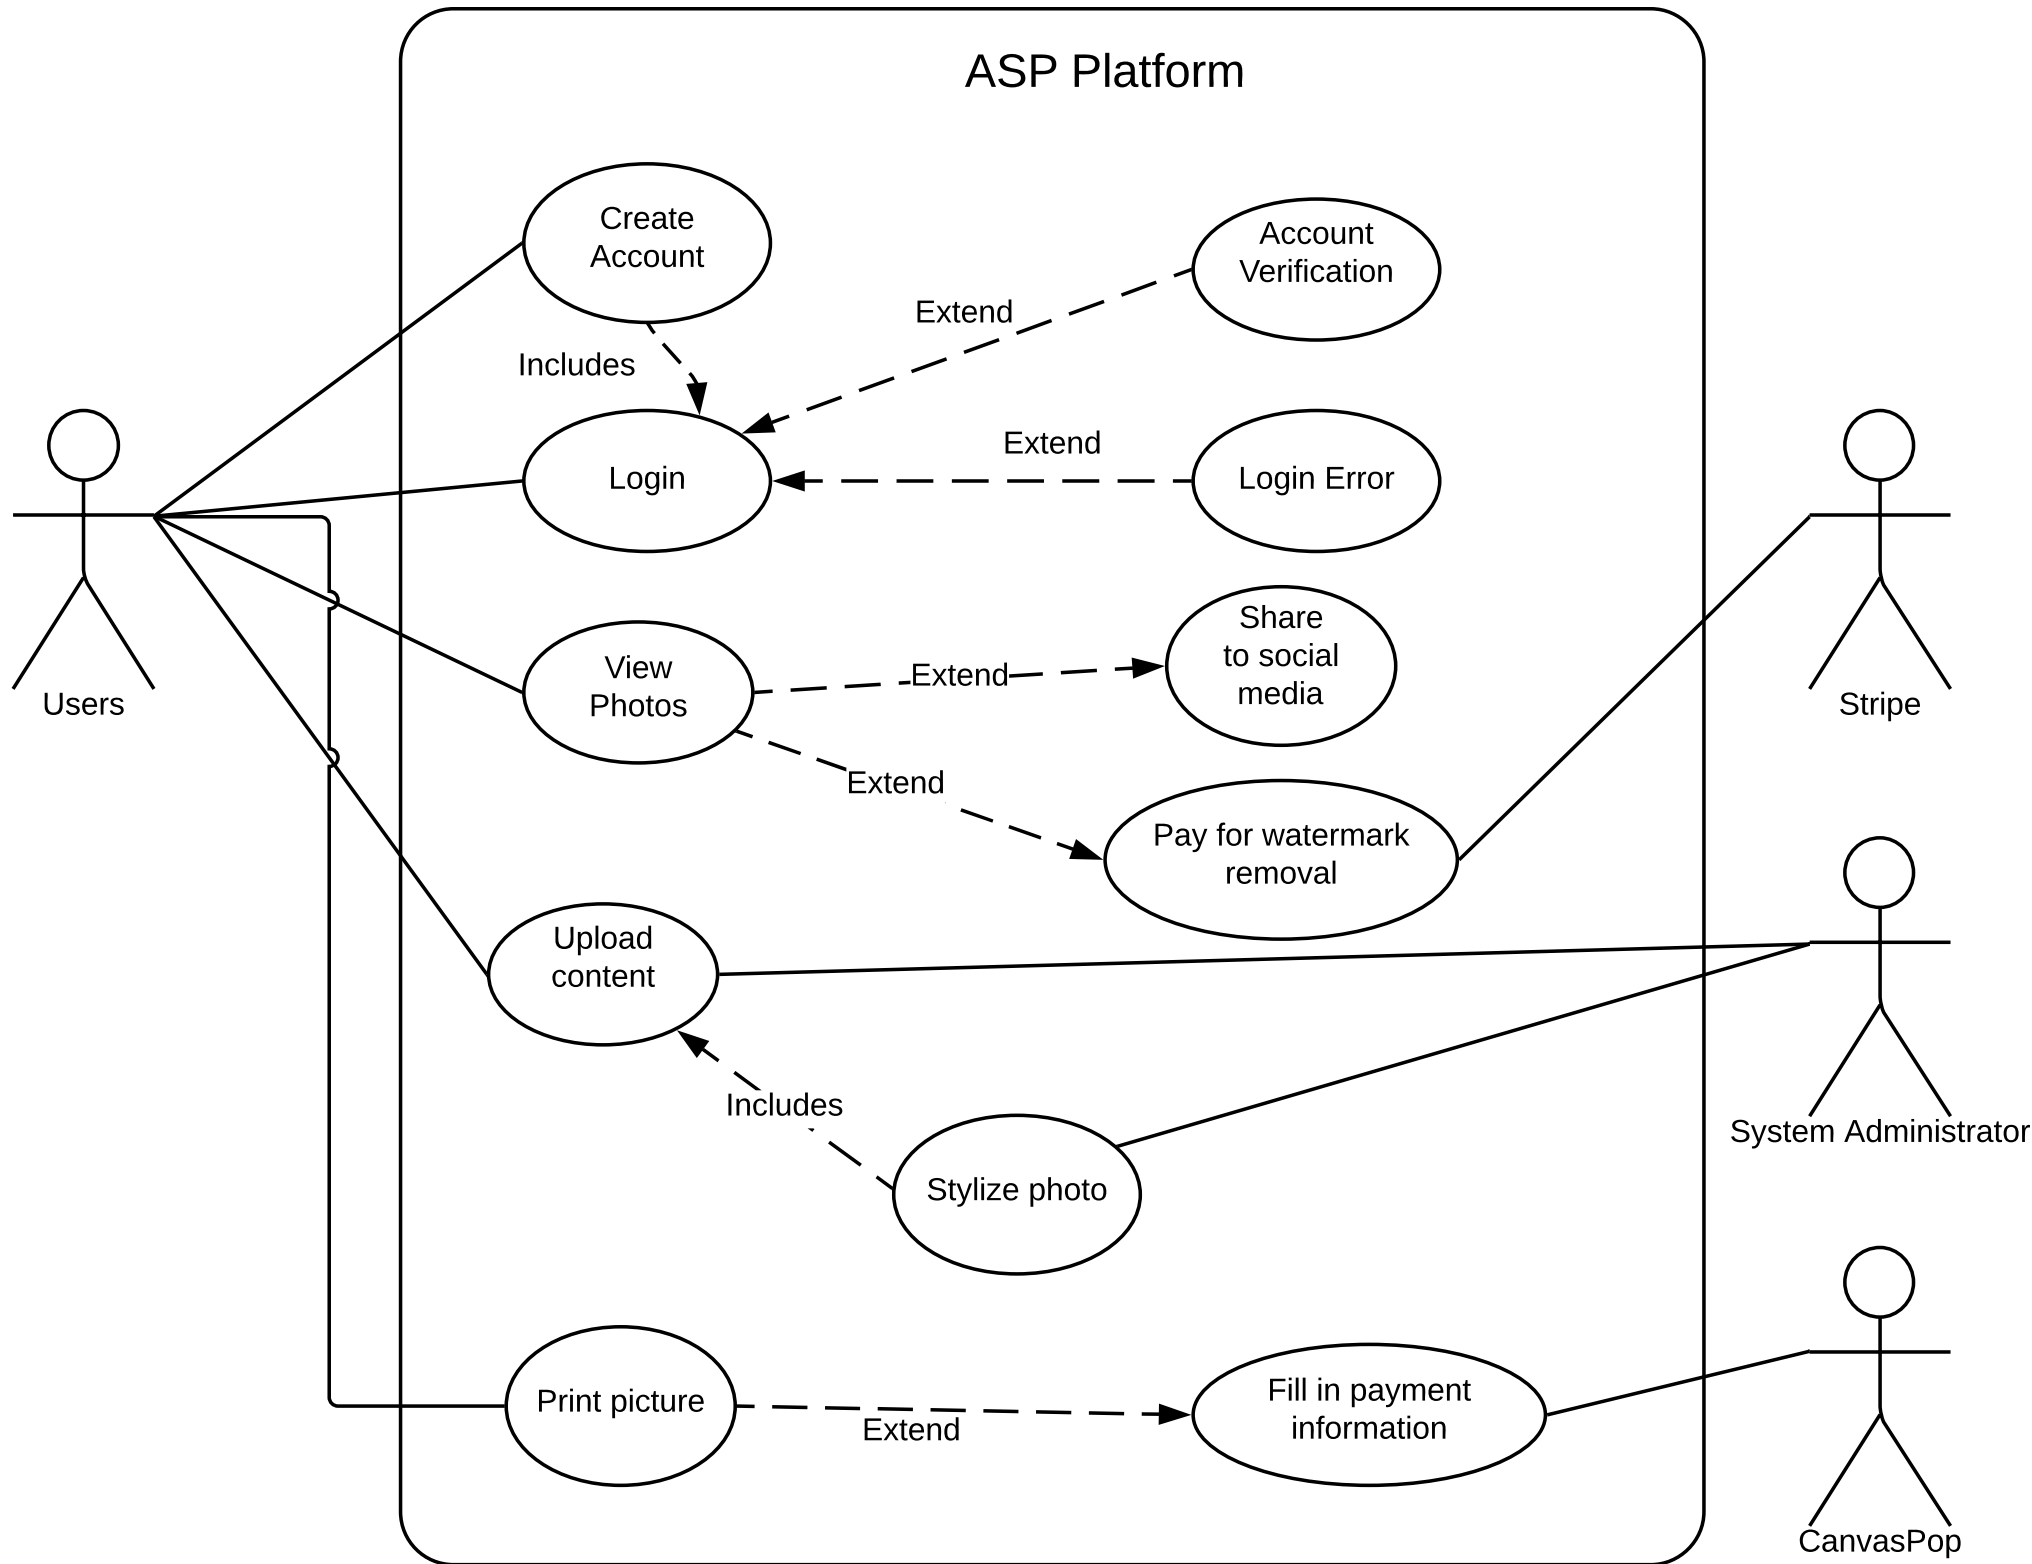 ASP Platform
Create
Account
Account
Verification
Extend
Includes
Extend
Login
Login Error
Share
to social
media
View
Photos
Extend
Users
Stripe
Extend
Pay for watermark
removal
Upload
content
Includes
System Administrator
Stylize photo
Print picture
Fill in payment
information
Extend
CanvasPop